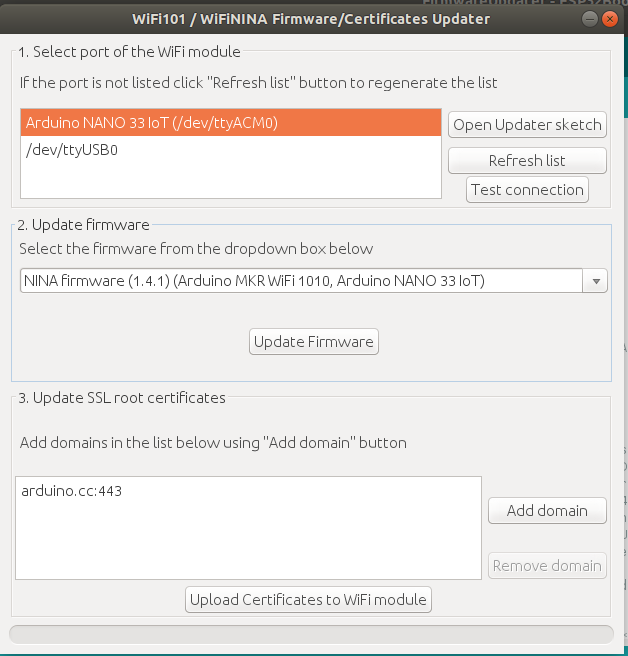 WiFi101 / WiFiNINA Firmware/Certificates Updater
1. Select port of the WiFi module
If the port is not listed click "Refresh list" button to regenerate the list
Arduino NANO 33 IoT (/dev/ttyACM0)
/dev/ttyUSB0
Open Updater sketch
Refresh list
Test connection
2. Update firmware
Select the firmware from the dropdown box below
NINA firmware (1.4.1) (Arduino MKR WiFi 1010, Arduino NANO 33 IoT)
Update Firmware
3. Update SSL root certificates
Add domains in the list below using "Add domain" button
arduino.cc:443
Add domain
Remove domain
Upload Certificates to WiFi module